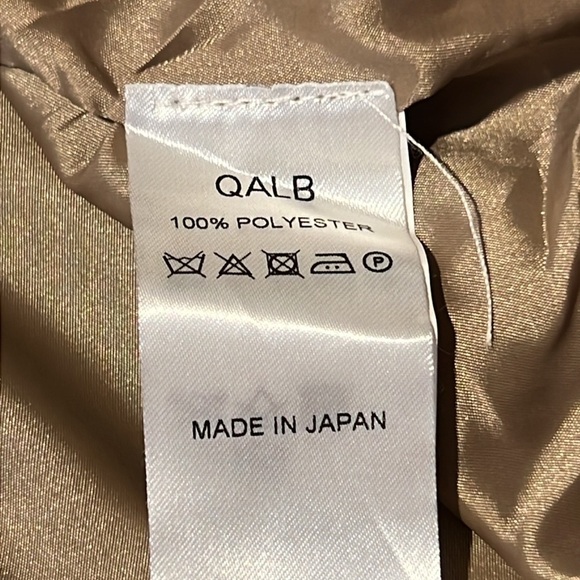 QALB
100% POLYESTER
P
MADE IN JAPAN